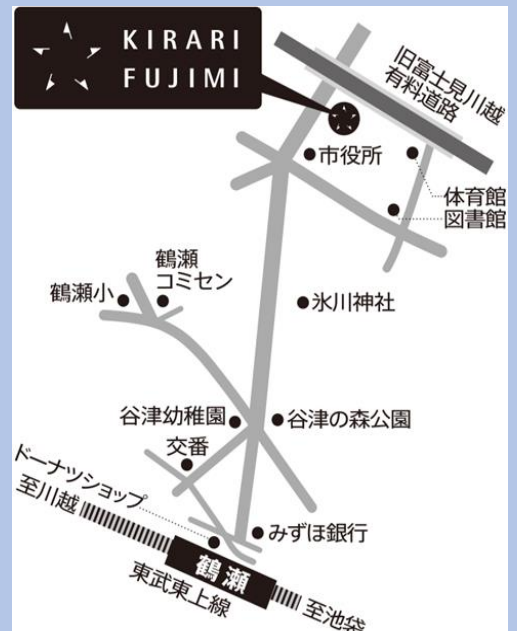 KIRARI
FUJIMI
旧富士見川越
有料道路
市役所
体育館
図書館
鶴瀬
コミセン
鶴瀬小
氷川神社
谷津幼稚園
谷津の森公園
交番
ドーナツショップ
至川越
みずほ銀行
鶴瀬
東武東上線
至池袋